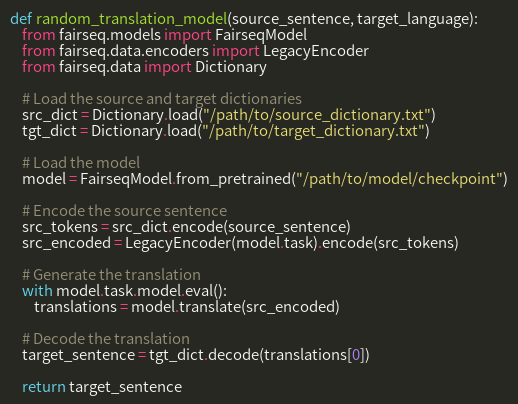 def random_translation_model(source_sentence, target_language):
from fairseq.models import FairseqModel
from fairseq.data.encoders import LegacyEncoder
from fairseq.data import Dictionary
# Load the source and target dictionaries
src_dict = Dictionary.load("/path/to/source_dictionary.txt")
tgt_dict = Dictionary.load("/path/to/target_dictionary.txt")
# Load the model
model = FairseqModel.from_pretrained("/path/to/model/checkpoint")
# Encode the source sentence
src_tokens = src_dict.encode(source_sentence)
src_encoded = LegacyEncoder(model.task).encode(src_tokens)
# Generate the translation
with model.task.model.eval():
translations = model.translate(src_encoded)
# Decode the translation
target_sentence = tgt_dict.decode(translations[0])
return target_sentence